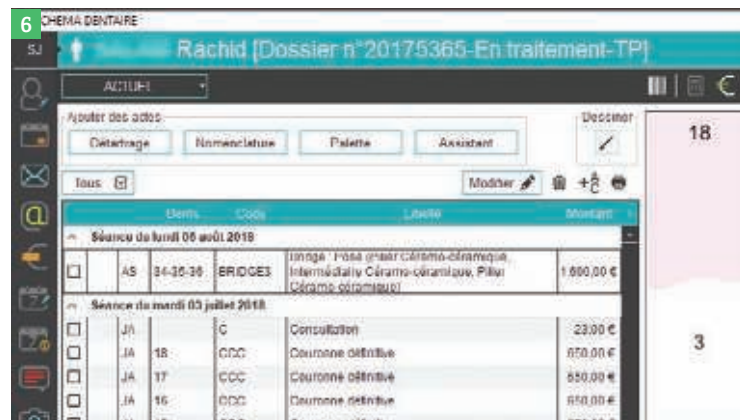 6
SCHEMA DENTAIRE
SJ
Rachid [Dossier n°20175365-En traitement-TP]
ACTUEL
Ajouter des actes
Dessiner
Détartrage Nomenclature Palette Assistant
18
Tous
Modifier
Dents Code Libellé Montant
Séance du lundi 06 août 2018
AS 34-35-36 BRIDGE3 Pose (Pilier Céramo-céramique, 1 600,00 €
Intermédiaire Céramo-céramique, Pilier
Céramo-céramique)
Séance du mardi 03 juillet 2018
JA C Consultation 23,00 €
JA 18 CCC Couronne définitive 650,00 €
3
JA 17 CCC Couronne définitive 650,00 €
JA 16 CCC Couronne définitive 650,00 €